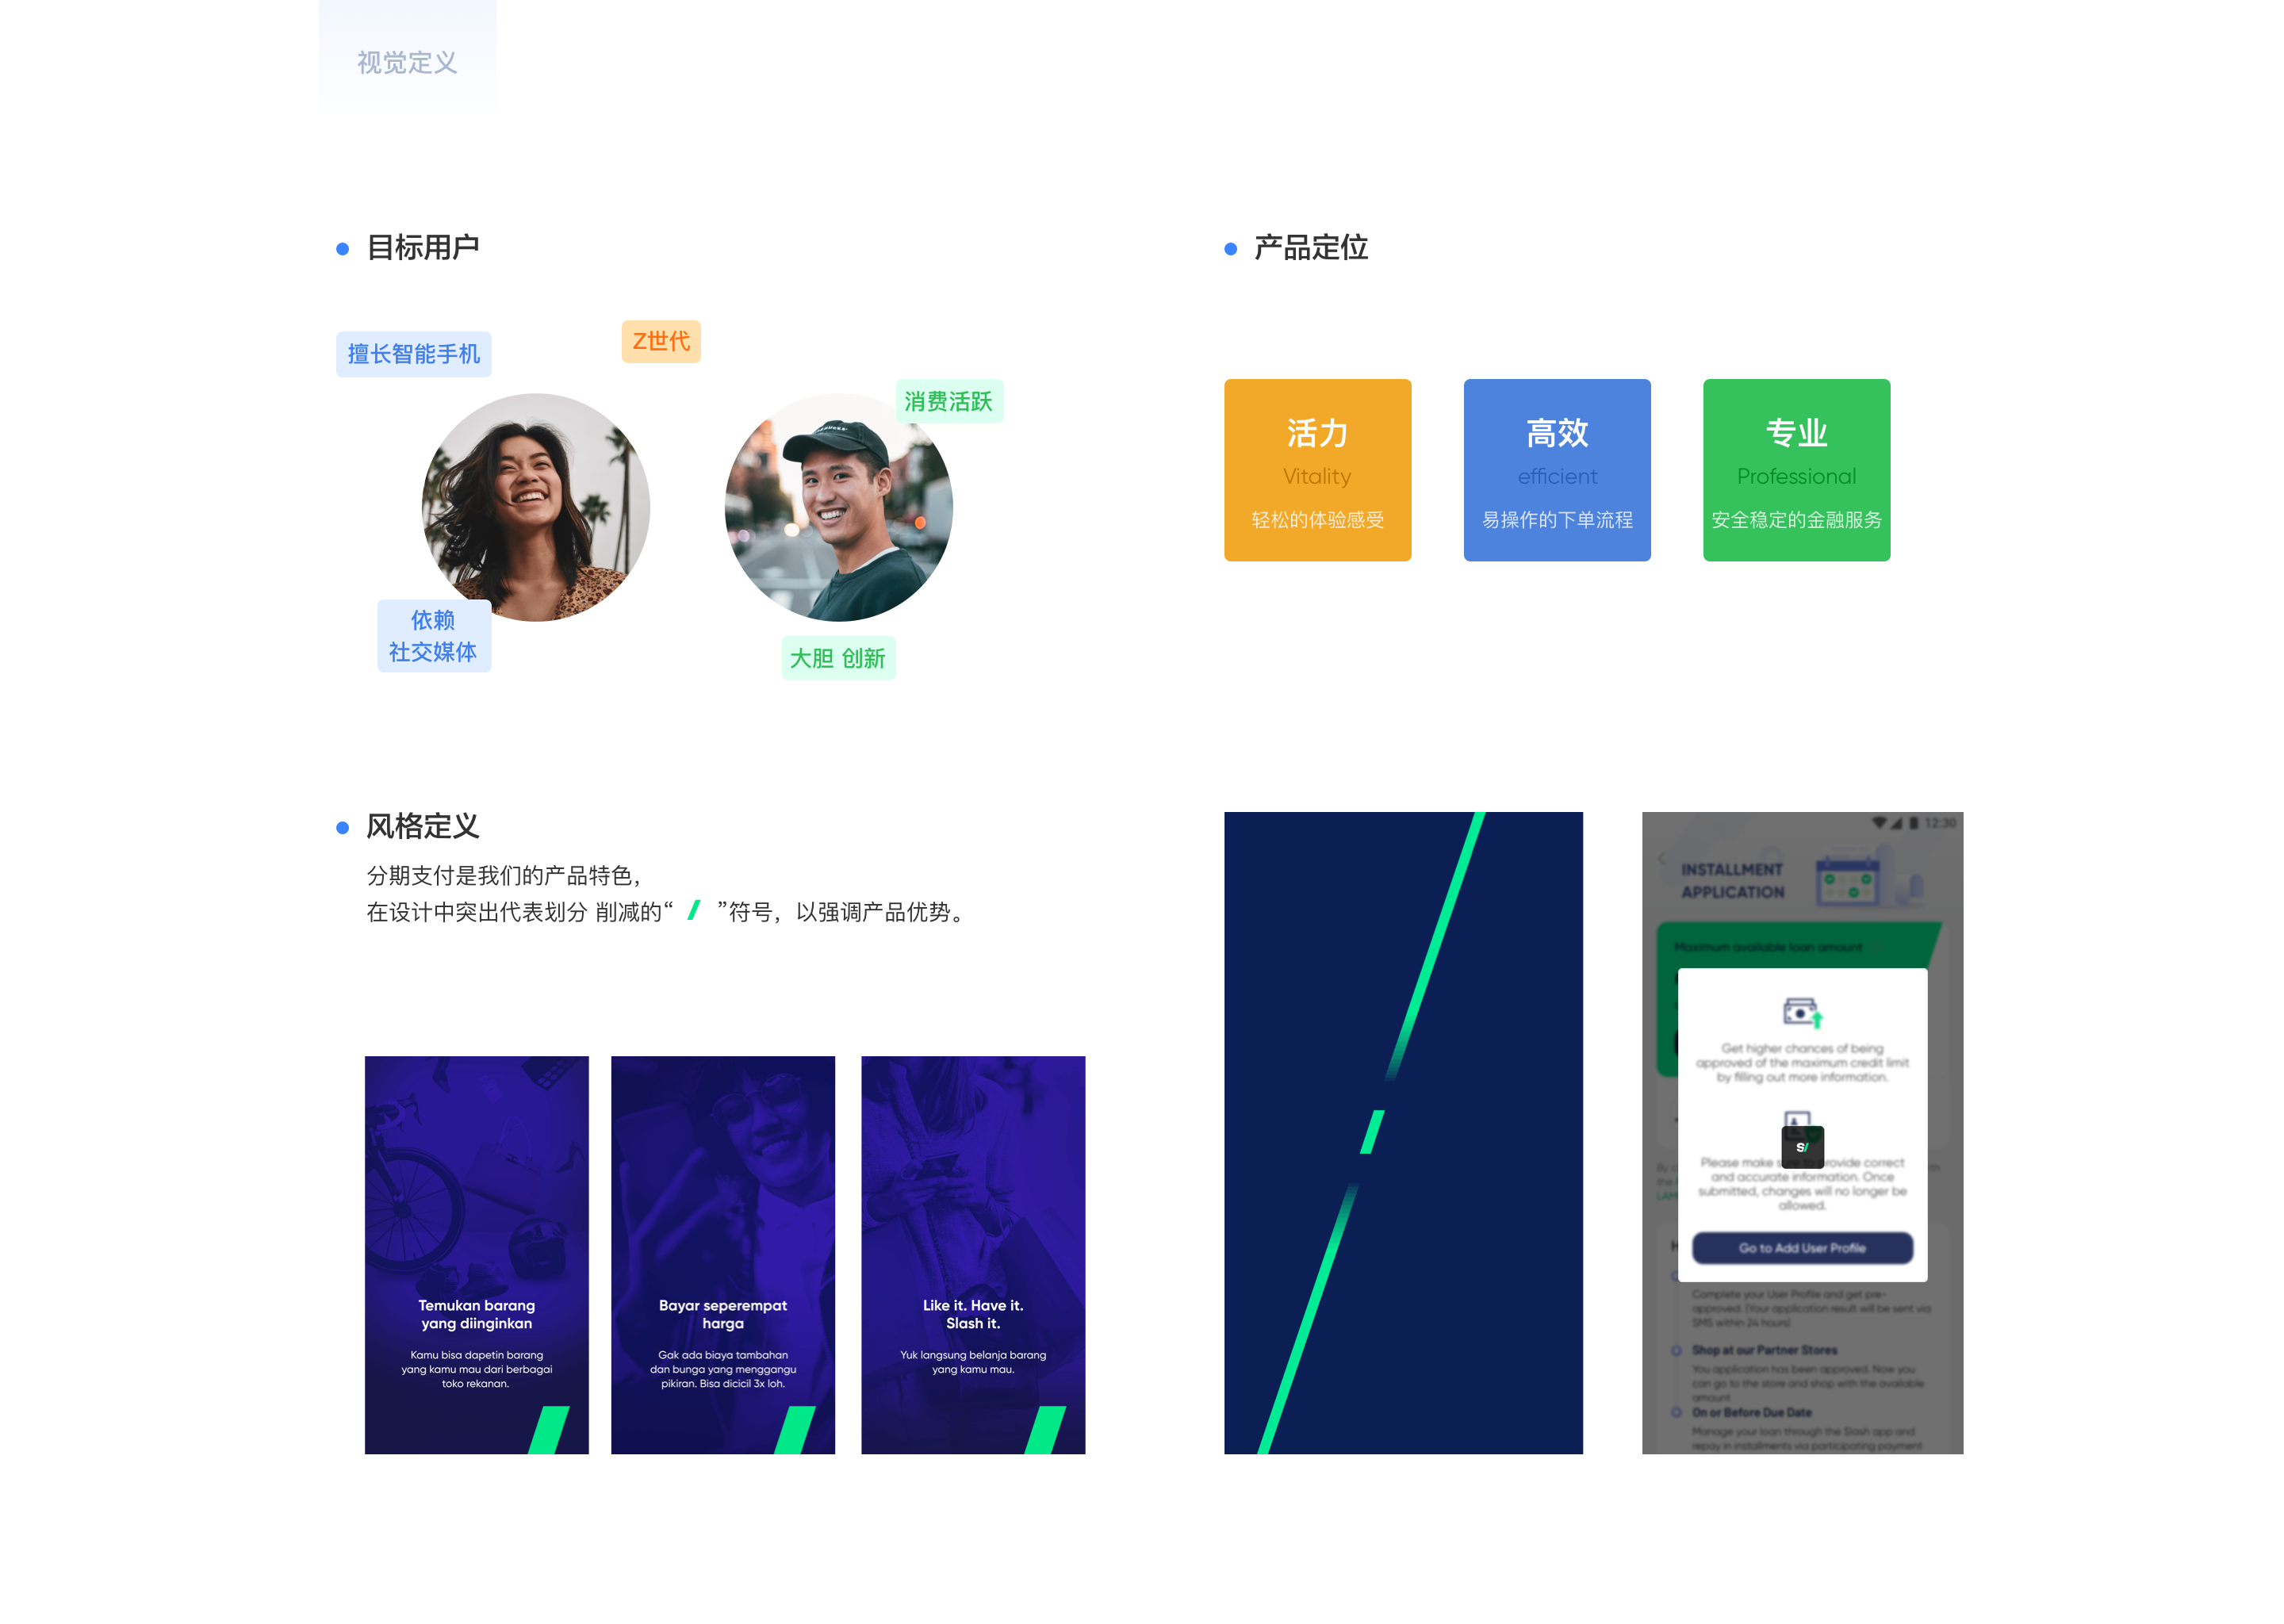 视觉定义
目标用户
擅长智能手机
Z世代
消费活跃
依赖
社交媒体
大胆 创新
产品定位
活力
Vitality
轻松的体验感受
高效
efficient
易操作的下单流程
专业
Professional
安全稳定的金融服务
风格定义
分期支付是我们的产品特色,
在设计中突出代表划分 削减的“ / ”符号，以强调产品优势。
Temukan barang
yang diinginkan
Kamu bisa dapetin barang
yang kamu mau dari berbagai
toko rekanan.
Bayar seperempat
harga
Gak ada biaya tambahan
dan bunga yang menggangu
pikiran. Bisa dicicil 3x loh.
Like it. Have it.
Slash it.
Yuk langsung belanja barang
yang kamu mau.
12:30
INSTALLMENT
APPLICATION
Maximum available loan amount
Get higher chances of being
approved of the maximum credit limit
by filling out more information.
S/
Please make provide correct
and accurate information. Once
submitted, changes will no longer be
allowed.
Go to Add User Profile
Complete your User Profile and get pre-
approved. (Your application result will be sent via
SMS within 24 hours)
Shop at our Partner Stores
You application has been approved. Now you
can go to the store and shop with the available
amount
On or Before Due Date
Manage your loan through the Slash app and
repay in installments via participating payment